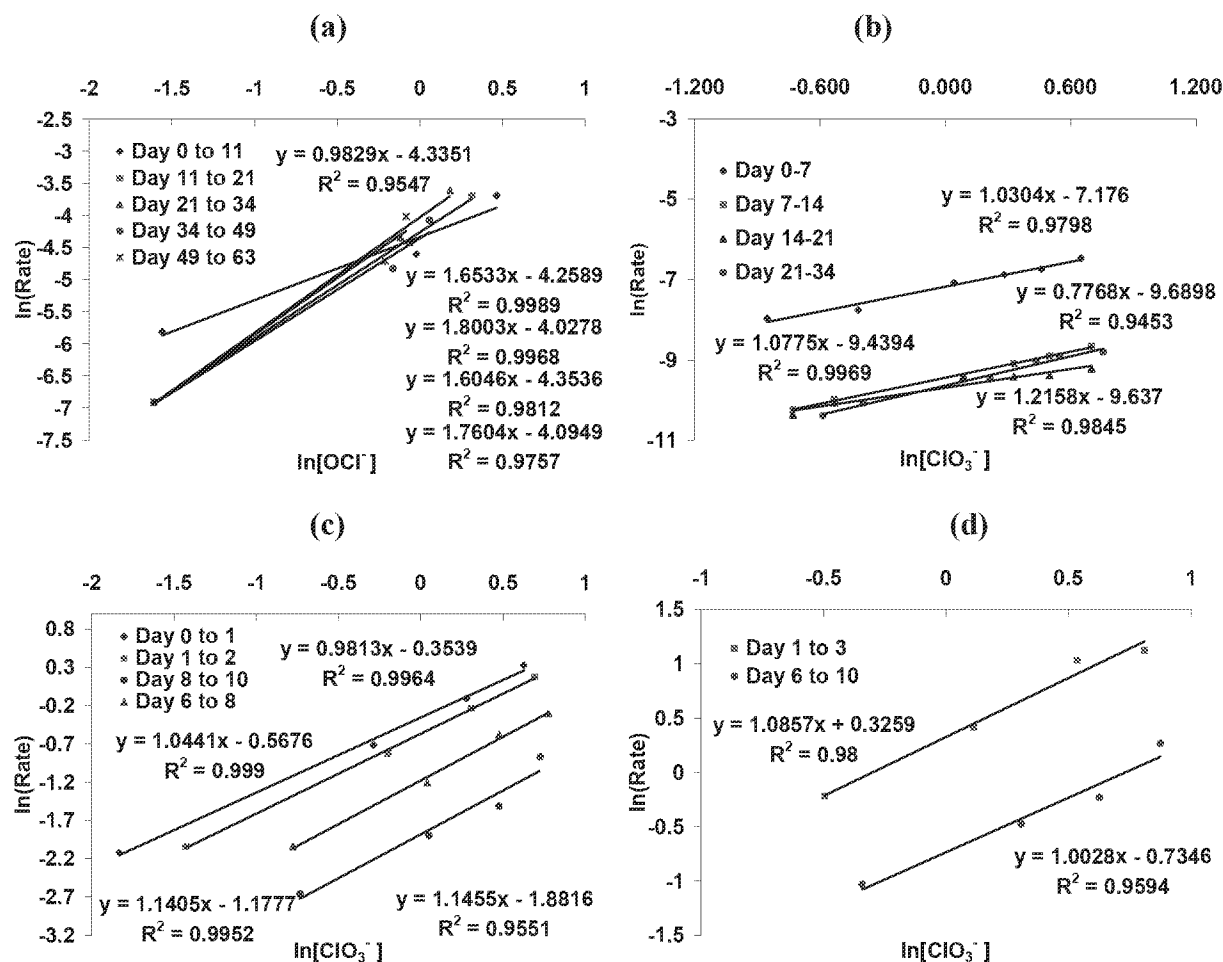 (a)
-2 -1.5 -1 -0.5 0 0.5 1
-2.5
-3
-3.5
-4
-4.5
-5
-5.5
-6
-6.5
-7
-7.5
ln(Rate)
Day 0 to 11
Day 11 to 21
Day 21 to 34
Day 34 to 49
Day 49 to 63
y = 0.9829x - 4.3351
R² = 0.9547
y = 1.6533x - 4.2589
R² = 0.9989
y = 1.8003x - 4.0278
R² = 0.9968
y = 1.6046x - 4.3536
R² = 0.9812
y = 1.7604x - 4.0949
R² = 0.9757
ln[OCl⁻]
(b)
-1.200 -0.600 0.000 0.600 1.200
-3
-5
-7
-9
-11
ln(Rate)
Day 0-7
Day 7-14
Day 14-21
Day 21-34
y = 1.0304x - 7.176
R² = 0.9798
y = 0.7768x - 9.6898
R² = 0.9453
y = 1.0775x - 9.4394
R² = 0.9969
y = 1.2158x - 9.637
R² = 0.9845
ln[ClO₃⁻]
(c)
-2 -1 0 1
0.8
0.3
-0.2
-0.7
-1.2
-1.7
-2.2
-2.7
-3.2
ln(Rate)
Day 0 to 1
Day 1 to 2
Day 8 to 10
Day 6 to 8
y = 0.9813x - 0.3539
R² = 0.9964
y = 1.0441x - 0.5676
R² = 0.999
y = 1.1405x - 1.1777
R² = 0.9952
y = 1.1455x - 1.8816
R² = 0.9551
ln[ClO₃⁻]
(d)
-1 -0.5 0 0.5 1
1.5
1
0.5
0
-0.5
-1
-1.5
ln(Rate)
Day 1 to 3
Day 6 to 10
y = 1.0857x + 0.3259
R² = 0.98
y = 1.0028x - 0.7346
R² = 0.9594
ln[ClO₃⁻]